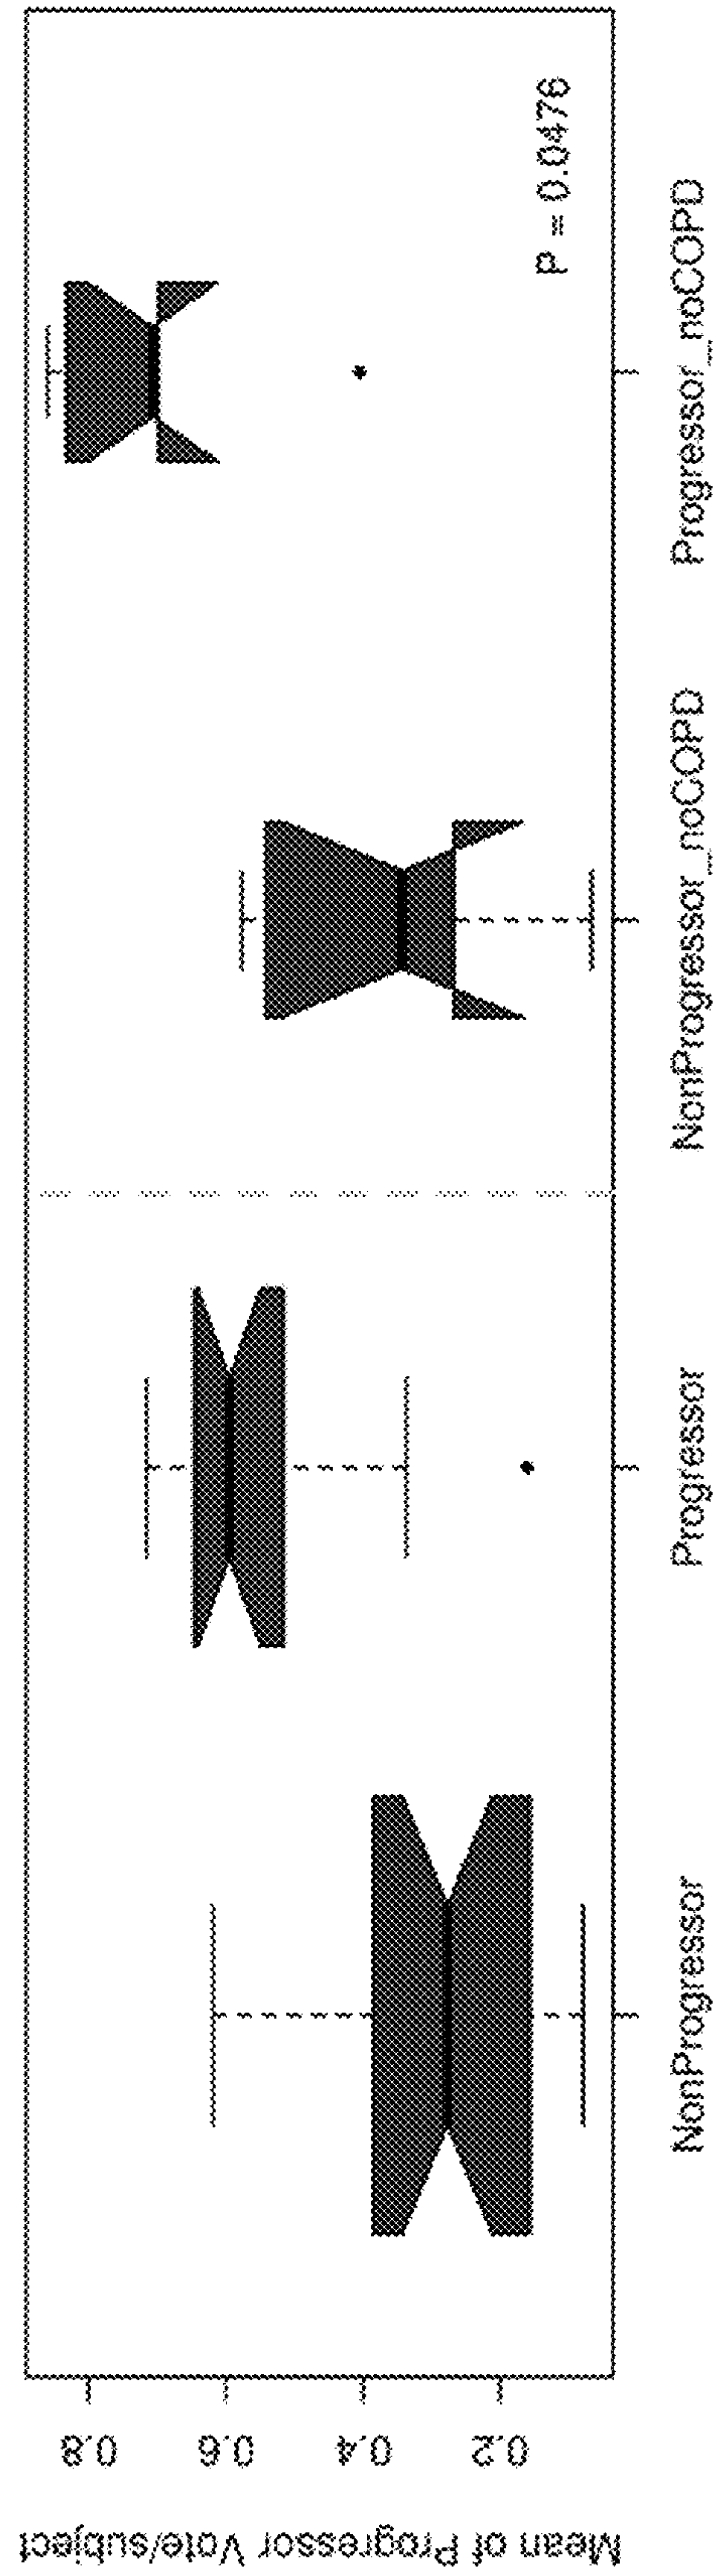 Mean of Progressor Vote/subject
0.8
0.6
0.4
0.2
P = 0.0476
NonProgressor
Progressor
NonProgressor_noCOPD
Progressor_noCOPD